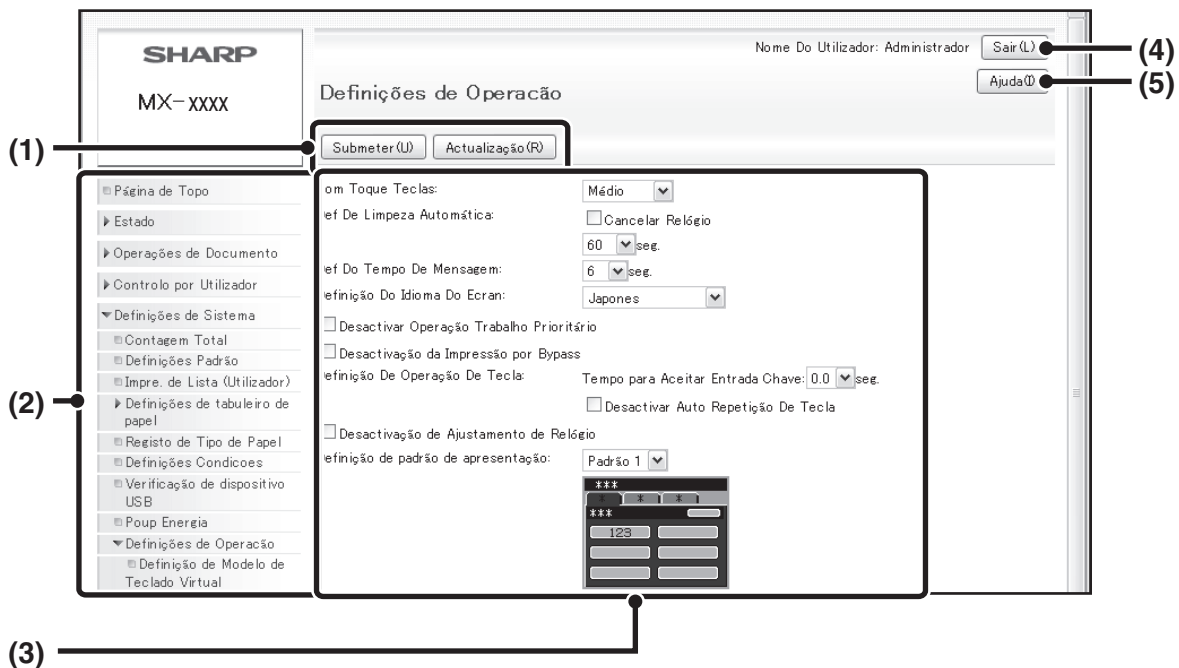 SHARP
MX-xxxx
Nome Do Utilizador: Administrador Sair(L)
(4)
Ajuda(I)
(5)
Definições de Operacão
(1)
Submeter(U) Actualização(R)
Página de Topo
Estado
Operações de Documento
Controlo por Utilizador
Definições de Sistema
Contagem Total
Definições Padrão
Impre. de Lista (Utilizador)
Definições de tabuleiro de
papel
Registo de Tipo de Papel
Definições Condicoes
Verificação de dispositivo
USB
Poup Energia
Definições de Operacão
Definição de Modelo de
Teclado Virtual
(2)
om Toque Teclas: Médio
ef De Limpeza Automática: Cancelar Relógio
60 seg.
ef Do Tempo De Mensagem: 6 seg.
efinição Do Idioma Do Ecran: Japones
Desactivar Operação Trabalho Prioritário
Desactivação da Impressão por Bypass
efinição De Operação De Tecla: Tempo para Aceitar Entrada Chave: 0.0 seg.
Desactivar Auto Repetição De Tecla
Desactivação de Ajustamento de Relógio
efinição de padrão de apresentação: Padrão 1
***
* * *
***
123
(3)